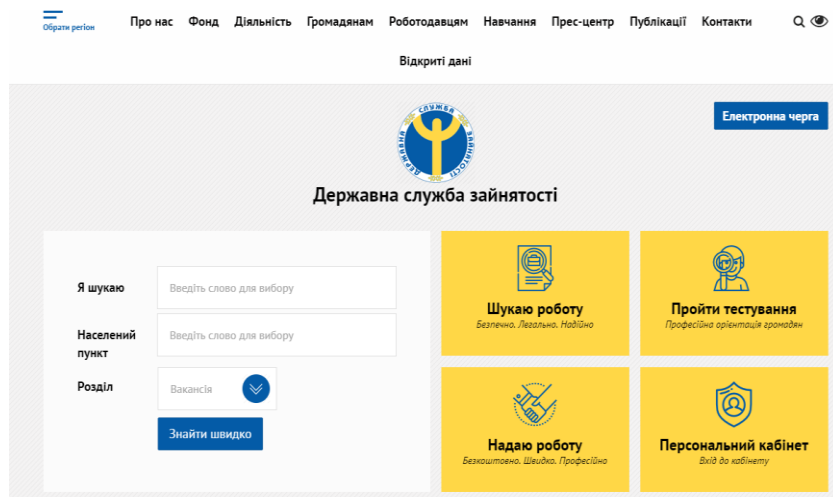 Обрати регіон
Про нас Фонд Діяльність Громадянам Роботодавцям Навчання Прес-центр Публікації Контакти
Відкриті дані
Електронна черга
ДЕРЖАВНА СЛУЖБА ЗАЙНЯТОСТІ
Державна служба зайнятості
Я шукаю
Введіть слово для вибору
Населений
пункт
Введіть слово для вибору
Розділ
Вакансія
Знайти швидко
Шукаю роботу
Безпечно. Легально. Надійно
Пройти тестування
Професійна орієнтація громадян
Надаю роботу
Безкоштовно. Швидко. Професійно
Персональний кабінет
Вхід до кабінету